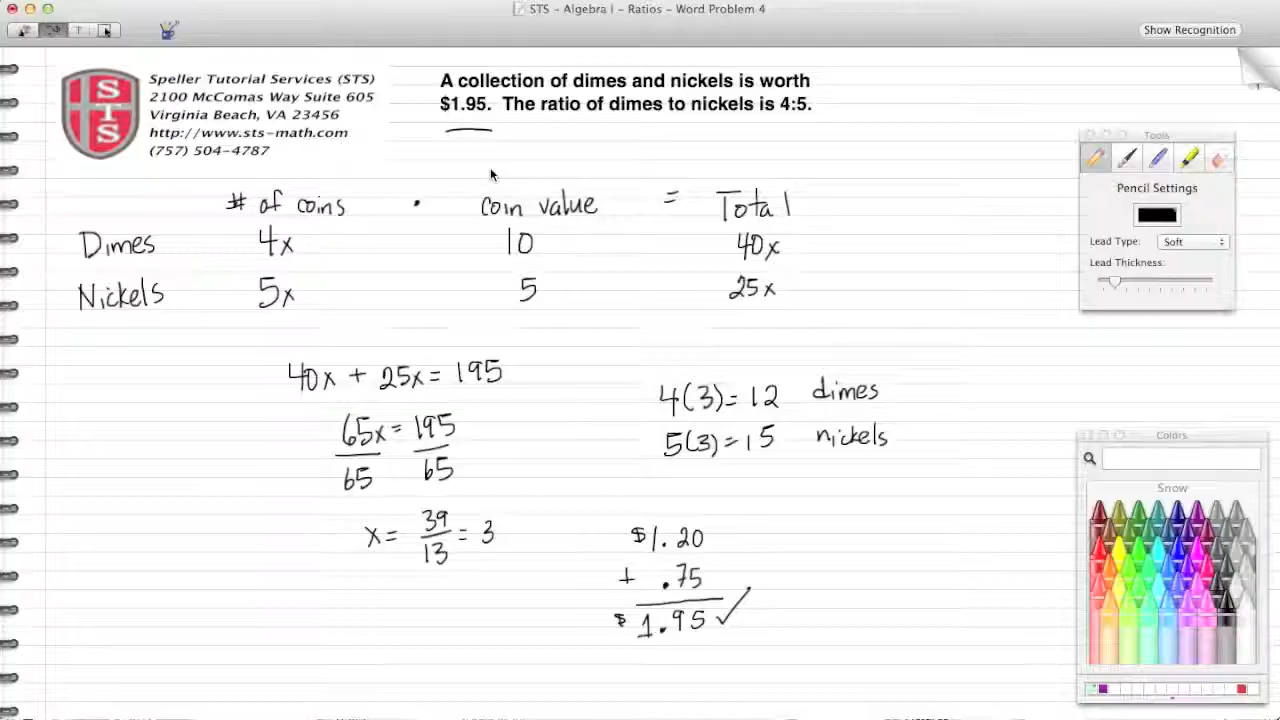 STS - Algebra I - Ratios - Word Problem 4
T
Show Recognition
STS
Speller Tutorial Services (STS)
2100 McComas Way Suite 605
Virginia Beach, VA 23456
http://www.sts-math.com
(757) 504-4787
A collection of dimes and nickels is worth
$1.95. The ratio of dimes to nickels is 4:5.
# of coins · coin value = Total
Dimes 4x 10 40x
Nickels 5x 5 25x
40x + 25x = 195
65x = 195
65 65
x = 39/13 = 3
4(3) = 12 dimes
5(3) = 15 nickels
$1.20
+ .75
$1.95 ✓
Tools
Pencil Settings
Lead Type: Soft
Lead Thickness:
Colors
Snow